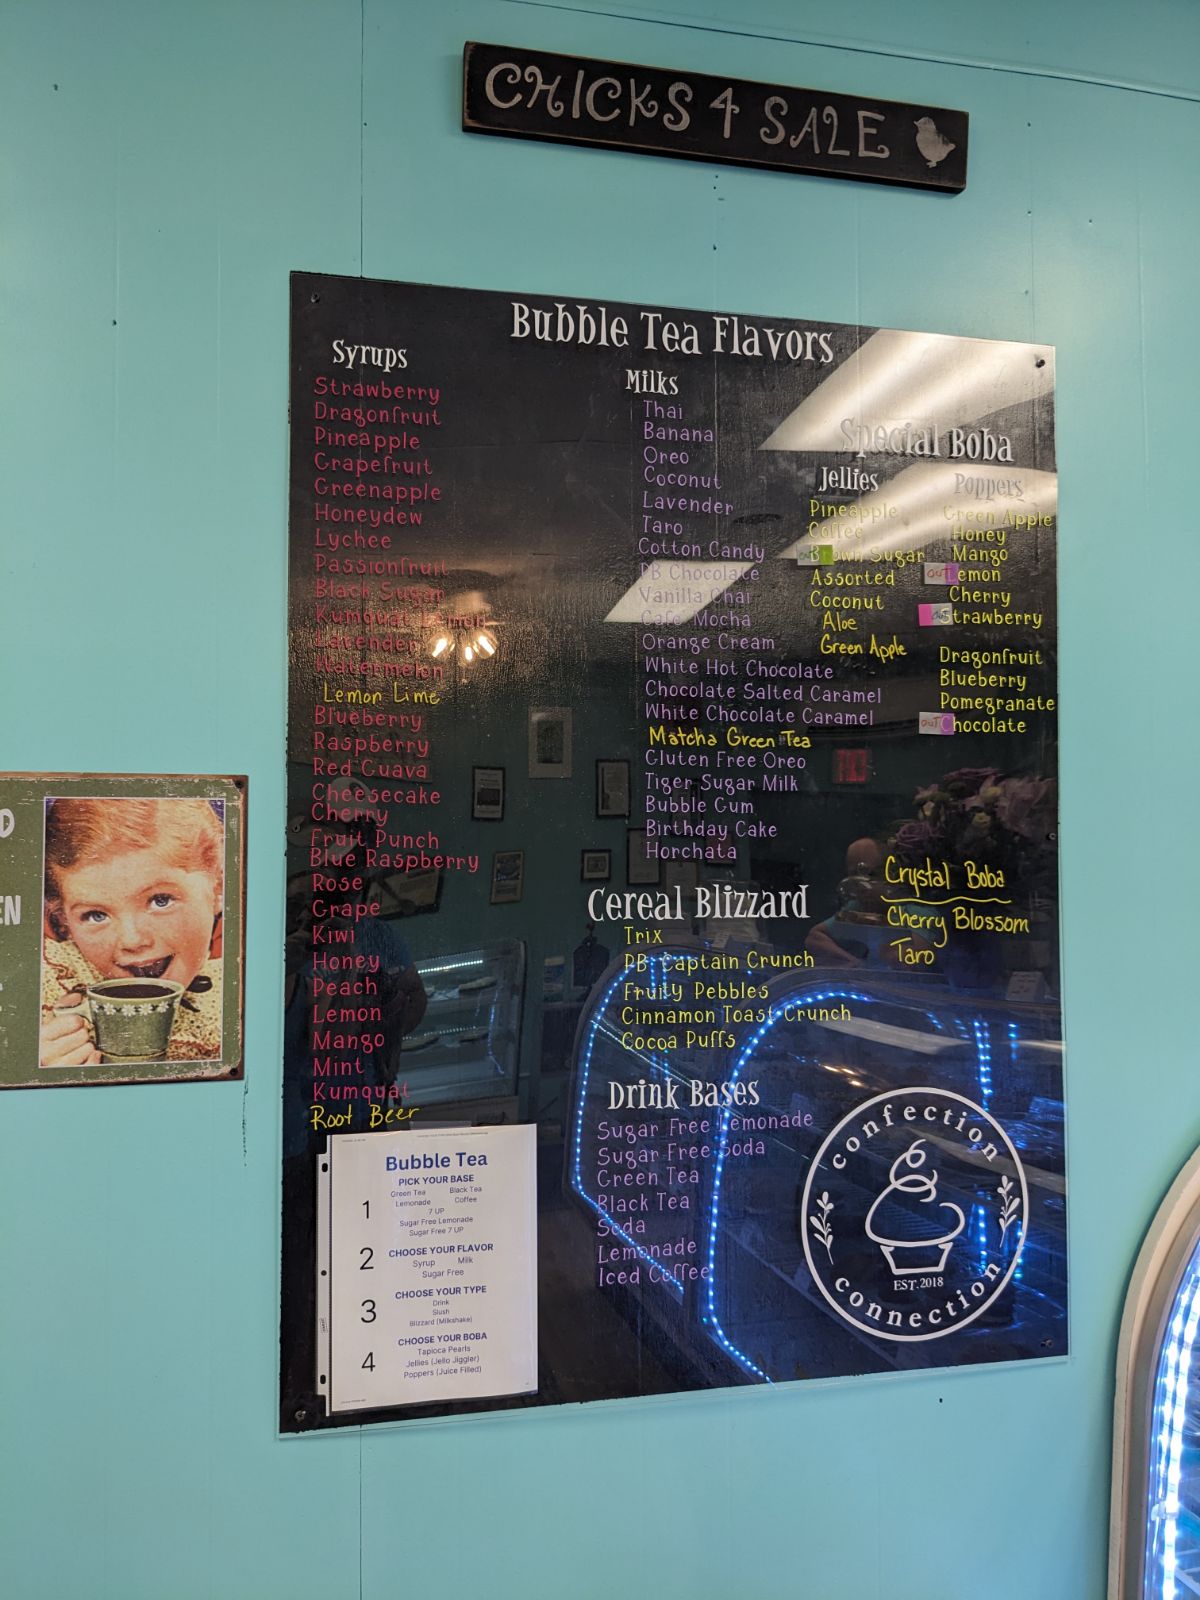 CHICKS 4 SALE
Bubble Tea Flavors
Syrups
Strawberry
Dragonfruit
Pineapple
Grapefruit
Greenapple
Honeydew
Lychee
Passionfruit
Black Sugar
Kumquat Lemon
Lavender
Watermelon
Lemon Lime
Blueberry
Raspberry
Red Guava
Cheesecake
Cherry
Fruit Punch
Blue Raspberry
Rose
Grape
Kiwi
Honey
Peach
Lemon
Mango
Mint
Kumquat
Root Beer
Milks
Thai
Banana
Oreo
Coconut
Lavender
Taro
Cotton Candy
PB Chocolate
Vanilla Chai
Cafe Mocha
Orange Cream
White Hot Chocolate
Chocolate Salted Caramel
White Chocolate Caramel
Matcha Green Tea
Gluten Free Oreo
Tiger Sugar Milk
Bubble Gum
Birthday Cake
Horchata
Special Boba
Jellies
Pineapple
Coffee
out Brown Sugar
Assorted
Coconut
Aloe
Green Apple
Poppers
Green Apple
Honey
Mango
out Lemon
Cherry
out Strawberry
Dragonfruit
Blueberry
Pomegranate
out Chocolate
Crystal Boba
Cherry Blossom
Taro
Cereal Blizzard
Trix
PB Captain Crunch
Fruity Pebbles
Cinnamon Toast Crunch
Cocoa Puffs
Drink Bases
Sugar Free Lemonade
Sugar Free Soda
Green Tea
Black Tea
Soda
Lemonade
Iced Coffee
confection
EST. 2018
connection
Bubble Tea
1 PICK YOUR BASE
Green Tea Black Tea
Lemonade Coffee
7 UP
Sugar Free Lemonade
Sugar Free 7 UP
2 CHOOSE YOUR FLAVOR
Syrup Milk
Sugar Free
3 CHOOSE YOUR TYPE
Drink
Slush
Blizzard (Milkshake)
4 CHOOSE YOUR BOBA
Tapioca Pearls
Jellies (Jello Jiggler)
Poppers (Juice Filled)